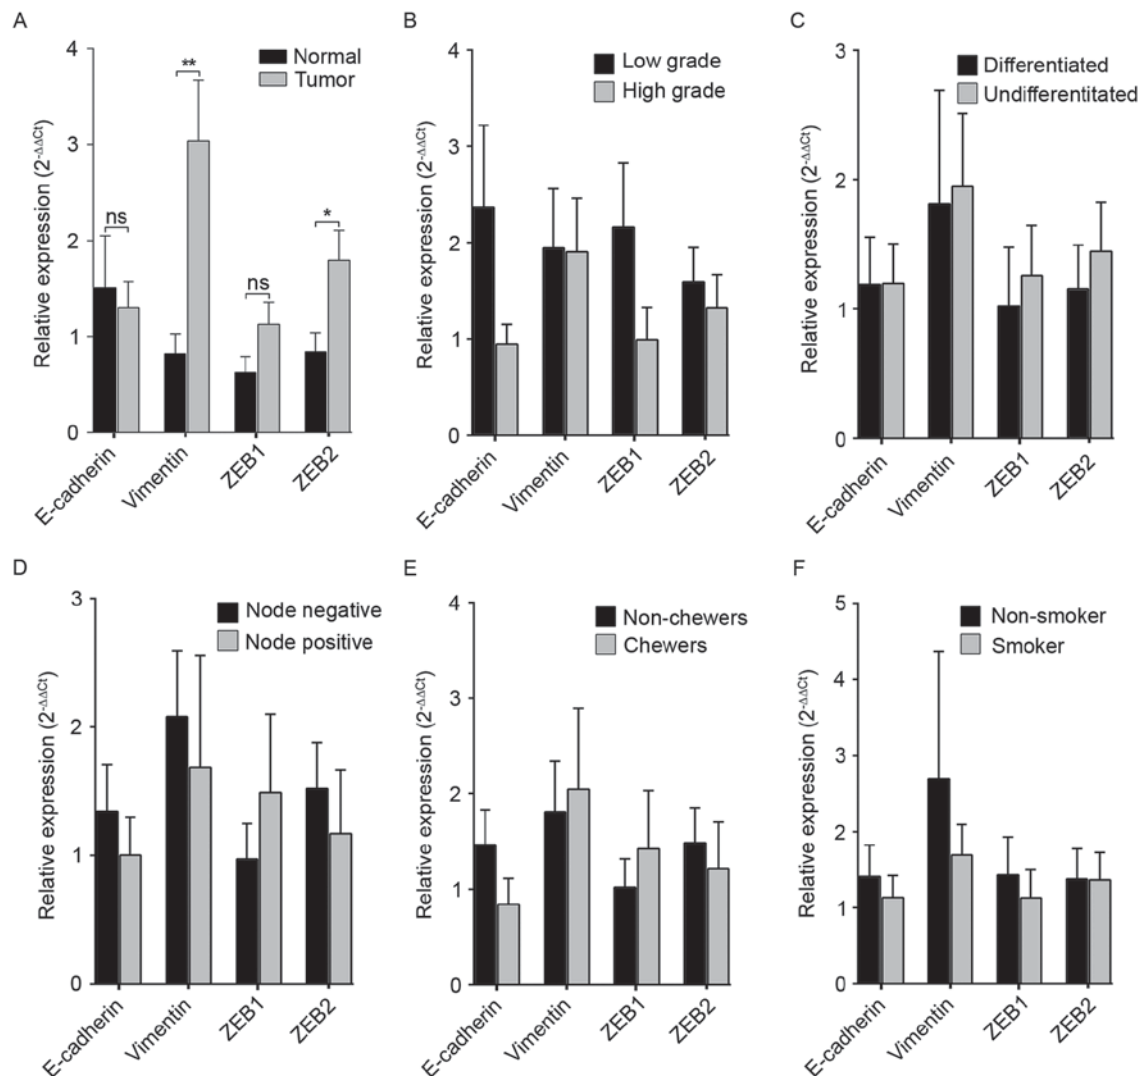 A
Relative expression (2-ΔΔCt)
4
3
2
1
0
Normal
Tumor
ns
**
ns
*
E-cadherin
Vimentin
ZEB1
ZEB2
B
Relative expression (2-ΔΔCt)
4
3
2
1
0
Low grade
High grade
E-cadherin
Vimentin
ZEB1
ZEB2
C
Relative expression (2-ΔΔCt)
3
2
1
0
Differentiated
Undifferentitated
E-cadherin
Vimentin
ZEB1
ZEB2
D
Relative expression (2-ΔΔCt)
3
2
1
0
Node negative
Node positive
E-cadherin
Vimentin
ZEB1
ZEB2
E
Relative expression (2-ΔΔCt)
4
3
2
1
0
Non-chewers
Chewers
E-cadherin
Vimentin
ZEB1
ZEB2
F
Relative expression (2-ΔΔCt)
5
4
3
2
1
0
Non-smoker
Smoker
E-cadherin
Vimentin
ZEB1
ZEB2